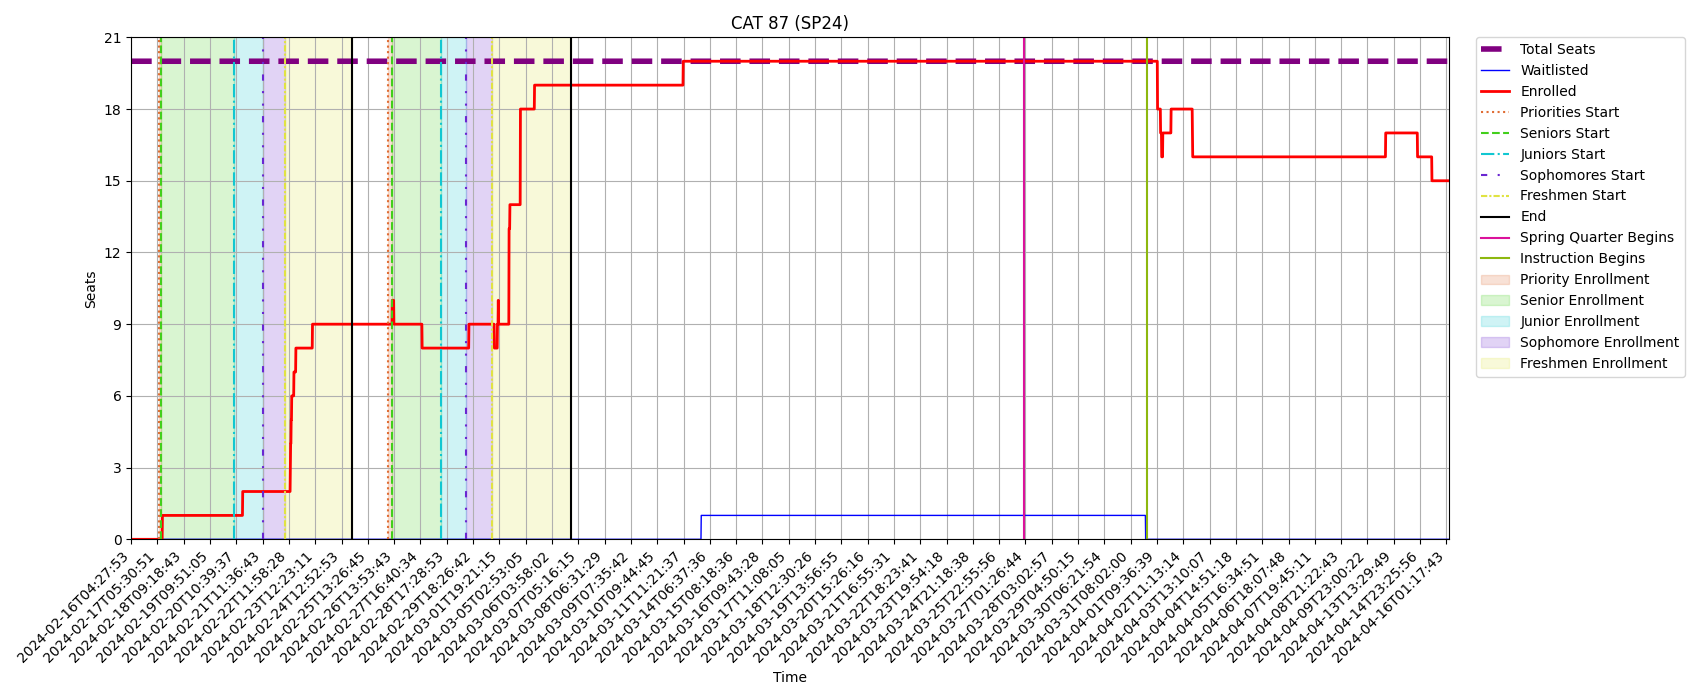 CAT 87 (SP24)
21
18
15
12
9
6
3
0
Seats
2024-02-16T04:27:53
2024-02-17T05:30:51
2024-02-18T09:18:43
2024-02-19T09:51:05
2024-02-20T10:39:37
2024-02-21T11:36:43
2024-02-22T11:58:28
2024-02-23T12:23:11
2024-02-24T12:52:53
2024-02-25T13:26:45
2024-02-26T13:53:43
2024-02-27T16:40:34
2024-02-28T17:28:53
2024-02-29T18:26:42
2024-03-01T19:21:15
2024-03-05T02:53:05
2024-03-06T03:58:02
2024-03-07T05:16:15
2024-03-08T06:31:29
2024-03-09T07:35:42
2024-03-10T09:44:45
2024-03-11T11:21:37
2024-03-14T06:37:36
2024-03-15T08:18:36
2024-03-16T09:43:28
2024-03-17T11:08:05
2024-03-18T12:30:26
2024-03-19T13:56:55
2024-03-20T15:26:16
2024-03-21T16:55:31
2024-03-22T18:23:41
2024-03-23T19:54:18
2024-03-24T21:18:38
2024-03-25T22:55:56
2024-03-27T01:26:44
2024-03-28T03:02:57
2024-03-29T04:50:15
2024-03-30T06:21:54
2024-03-31T08:02:00
2024-04-01T09:36:39
2024-04-02T11:13:14
2024-04-03T13:10:07
2024-04-04T14:51:18
2024-04-05T16:34:51
2024-04-06T18:07:48
2024-04-07T19:45:11
2024-04-08T21:22:43
2024-04-09T23:00:22
2024-04-13T13:29:49
2024-04-14T23:25:56
2024-04-16T01:17:43
Time
Total Seats
Waitlisted
Enrolled
Priorities Start
Seniors Start
Juniors Start
Sophomores Start
Freshmen Start
End
Spring Quarter Begins
Instruction Begins
Priority Enrollment
Senior Enrollment
Junior Enrollment
Sophomore Enrollment
Freshmen Enrollment